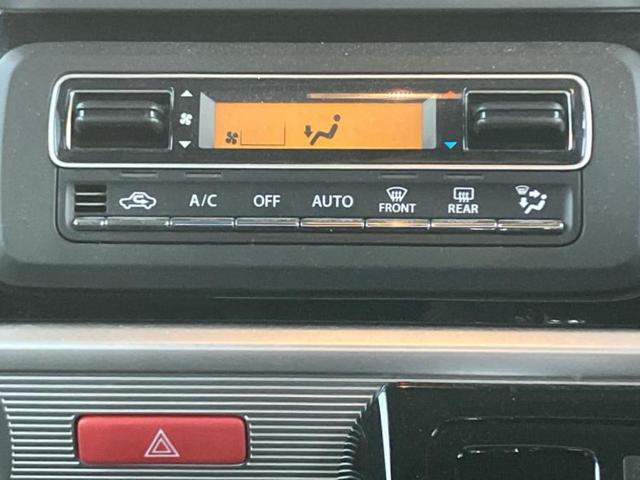 A/C OFF AUTO FRONT REAR